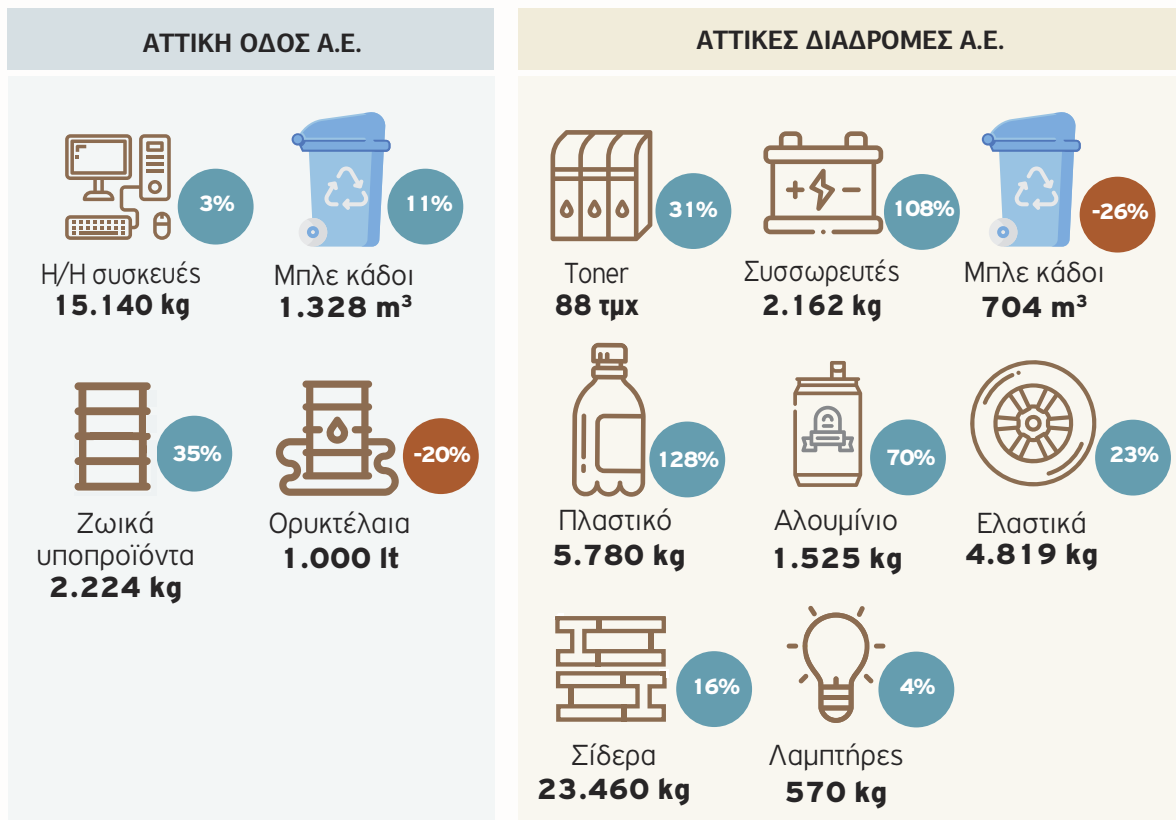 ΑΤΤΙΚΗ ΟΔΟΣ Α.Ε.
3%
Η/Η συσκευές
15.140 kg
11%
Μπλε κάδοι
1.328 m³
35%
Ζωικά
υποπροϊόντα
2.224 kg
-20%
Ορυκτέλαια
1.000 lt
ΑΤΤΙΚΕΣ ΔΙΑΔΡΟΜΕΣ Α.Ε.
31%
Toner
88 τμχ
108%
Συσσωρευτές
2.162 kg
-26%
Μπλε κάδοι
704 m³
128%
Πλαστικό
5.780 kg
70%
Αλουμίνιο
1.525 kg
23%
Ελαστικά
4.819 kg
16%
Σίδερα
23.460 kg
4%
Λαμπτήρες
570 kg